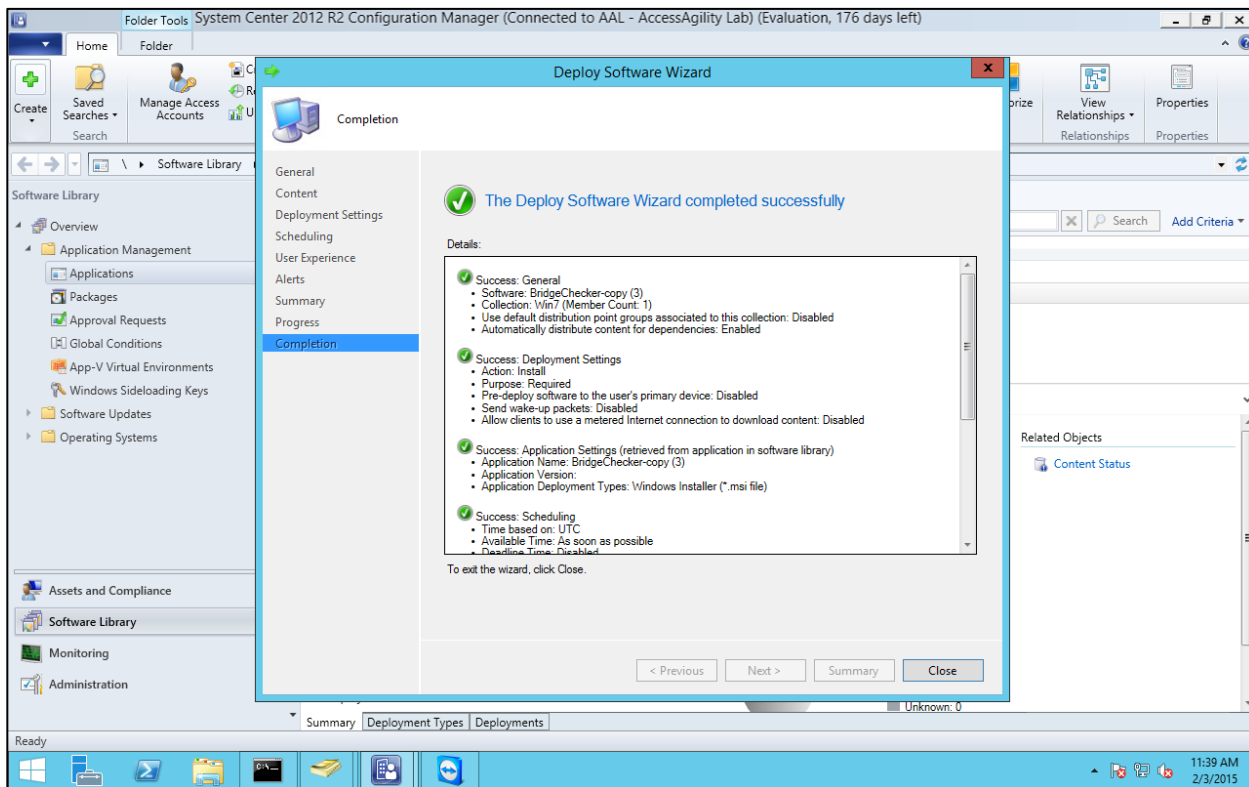 Folder Tools System Center 2012 R2 Configuration Manager (Connected to AAL - AccessAgility Lab) (Evaluation, 176 days left)
Home Folder
Create
Saved Searches
Manage Access Accounts
Search
View Relationships
Relationships
Properties
Properties
\ Software Library
Software Library
Overview
Application Management
Applications
Packages
Approval Requests
Global Conditions
App-V Virtual Environments
Windows Sideloading Keys
Software Updates
Operating Systems
Assets and Compliance
Software Library
Monitoring
Administration
Deploy Software Wizard
Completion
General
Content
Deployment Settings
Scheduling
User Experience
Alerts
Summary
Progress
Completion
The Deploy Software Wizard completed successfully
Details:
Success: General
• Software: BridgeChecker-copy (3)
• Collection: Win7 (Member Count: 1)
• Use default distribution point groups associated to this collection: Disabled
• Automatically distribute content for dependencies: Enabled
Success: Deployment Settings
• Action: Install
• Purpose: Required
• Pre-deploy software to the user's primary device: Disabled
• Send wake-up packets: Disabled
• Allow clients to use a metered Internet connection to download content: Disabled
Success: Application Settings (retrieved from application in software library)
• Application Name: BridgeChecker-copy (3)
• Application Version:
• Application Deployment Types: Windows Installer (*.msi file)
Success: Scheduling
• Time based on: UTC
• Available Time: As soon as possible
• Deadline Time: Disabled
To exit the wizard, click Close.
< Previous Next > Summary Close
Search Add Criteria
Related Objects
Content Status
Unknown: 0
Summary Deployment Types Deployments
Ready
11:39 AM
2/3/2015